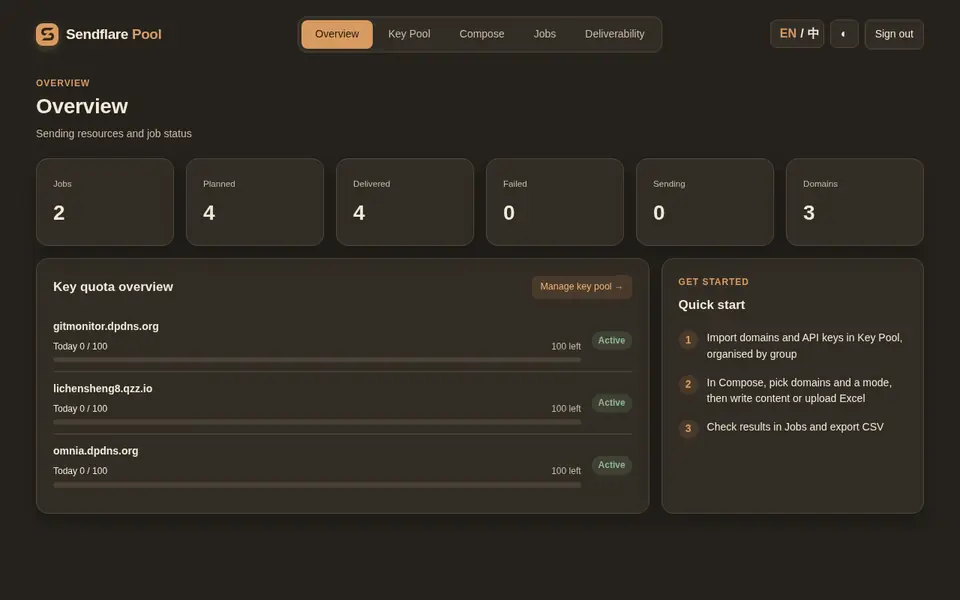 Sendflare Pool
Overview
Key Pool
Compose
Jobs
Deliverability
EN / 中
Sign out
OVERVIEW
Overview
Sending resources and job status
Jobs
2
Planned
4
Delivered
4
Failed
0
Sending
0
Domains
3
Key quota overview
Manage key pool →
gitmonitor.dpdns.org
Today 0 / 100
100 left
Active
lichensheng8.qzz.io
Today 0 / 100
100 left
Active
omnia.dpdns.org
Today 0 / 100
100 left
Active
GET STARTED
Quick start
1 Import domains and API keys in Key Pool,
organised by group
2 In Compose, pick domains and a mode,
then write content or upload Excel
3 Check results in Jobs and export CSV